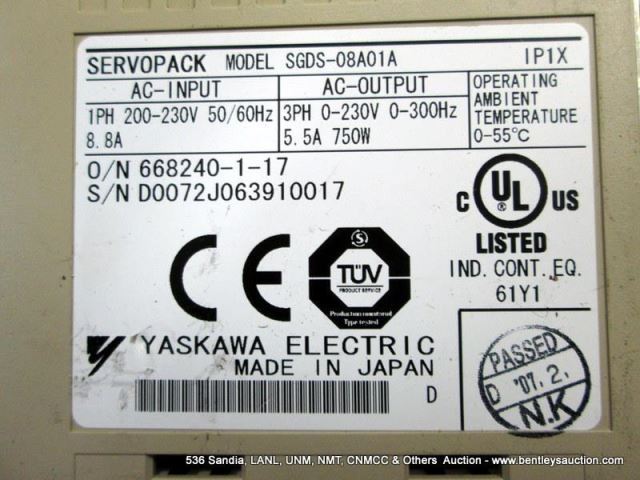 SERVOPACK MODEL SGDS-08A01A IP1X
AC-INPUT AC-OUTPUT OPERATING
AMBIENT
TEMPERATURE
0-55℃
1PH 200-230V 50/60Hz 3PH 0-230V 0-300Hz
8.8A 5.5A 750W
O/N 668240-1-17
S/N D0072J063910017
C UL US
LISTED
IND. CONT. EQ.
61Y1
CE
S
TÜV
PRODUCT SERVICE
Production monitored
Type tested
YASKAWA ELECTRIC
MADE IN JAPAN
D
PASSED
D '07. 2.
N.K
536 Sandia, LANL, UNM, NMT, CNMCC & Others Auction - www.bentleysauction.com